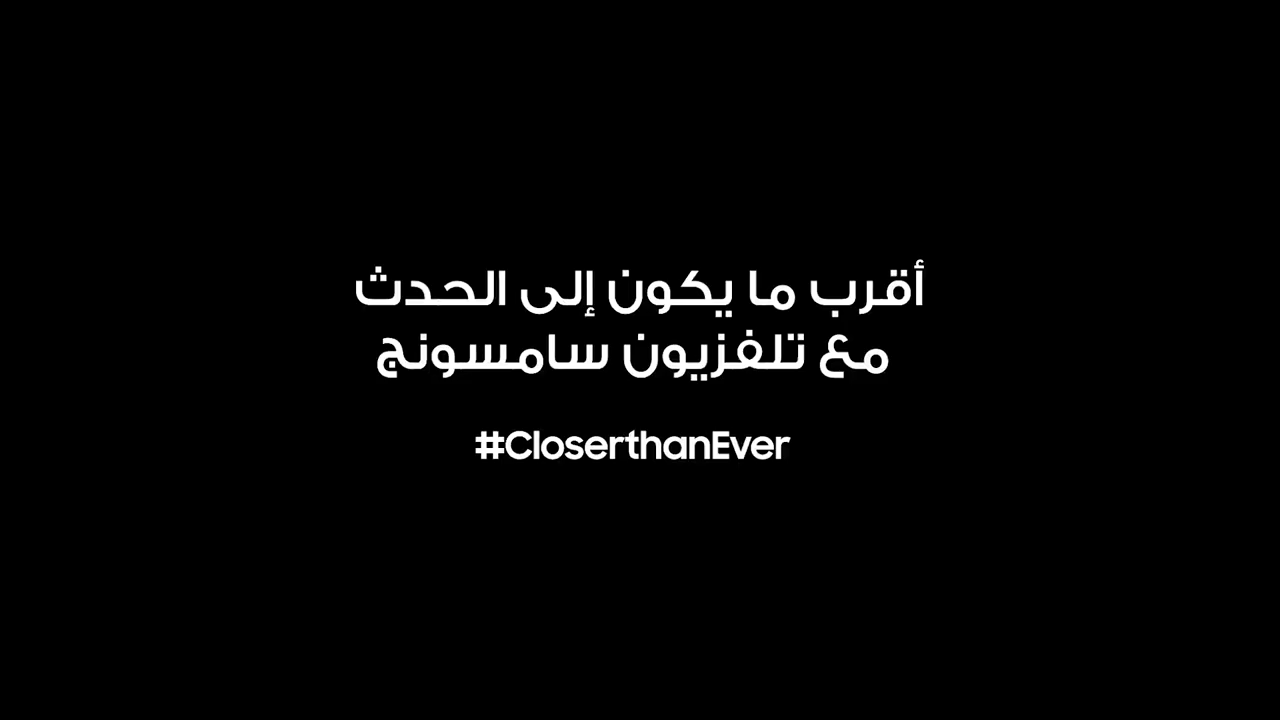 أقرب ما يكون إلى الحدث
مع تلفزيون سامسونج
#CloserthanEver